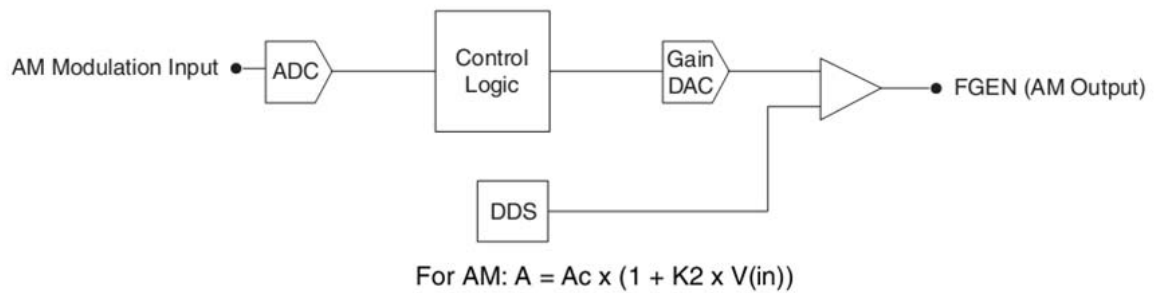 AM Modulation Input
ADC
Control
Logic
Gain
DAC
FGEN (AM Output)
DDS
For AM: A = Ac x (1 + K2 x V(in))